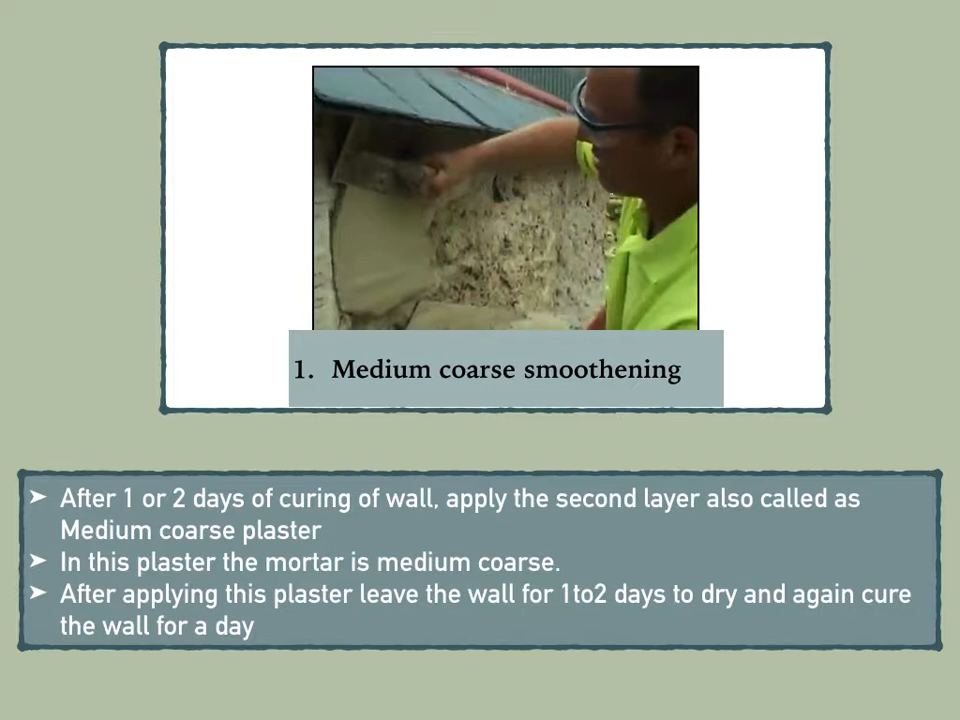 1. Medium coarse smoothening
➤ After 1 or 2 days of curing of wall, apply the second layer also called as
Medium coarse plaster
➤ In this plaster the mortar is medium coarse.
➤ After applying this plaster leave the wall for 1to2 days to dry and again cure
the wall for a day